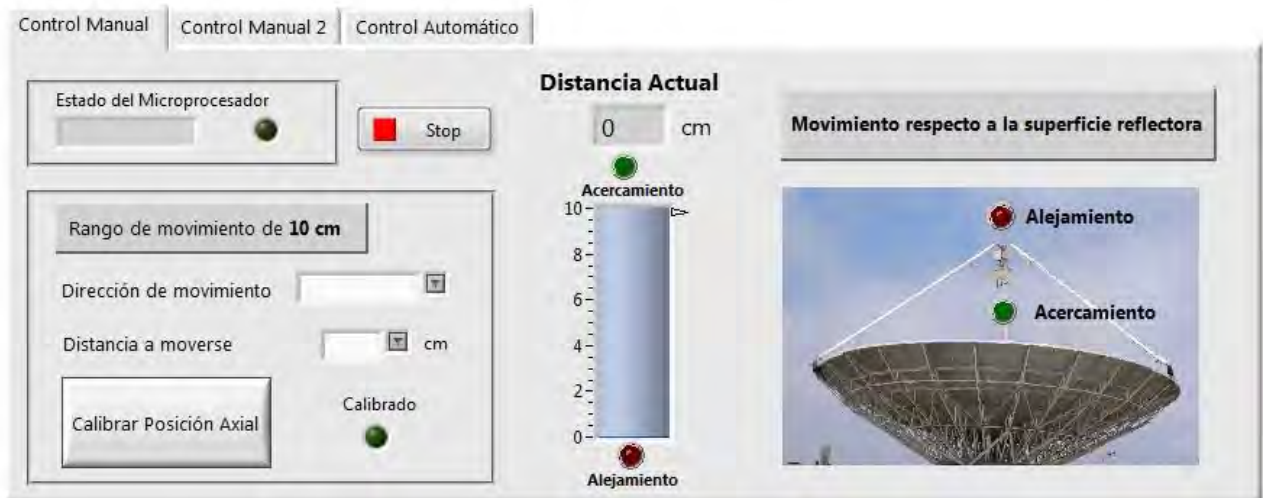 Control Manual
Control Manual 2
Control Automático
Estado del Microprocesador
Stop
Rango de movimiento de 10 cm
Dirección de movimiento
Distancia a moverse
cm
Calibrar Posición Axial
Calibrado
Distancia Actual
0 cm
Acercamiento
10
8
6
4
2
0
Alejamiento
Movimiento respecto a la superficie reflectora
Alejamiento
Acercamiento